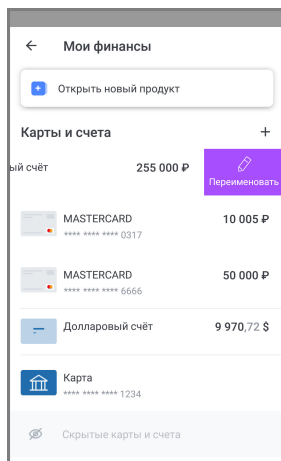 Мои финансы
Открыть новый продукт
Карты и счета
ый счёт 255 000 ₽
Переименовать
MASTERCARD 10 005 ₽
**** **** **** 0317
MASTERCARD 50 000 ₽
**** **** **** 6666
Долларовый счёт 9 970,72 $
Карта
**** **** **** 1234
Скрытые карты и счета